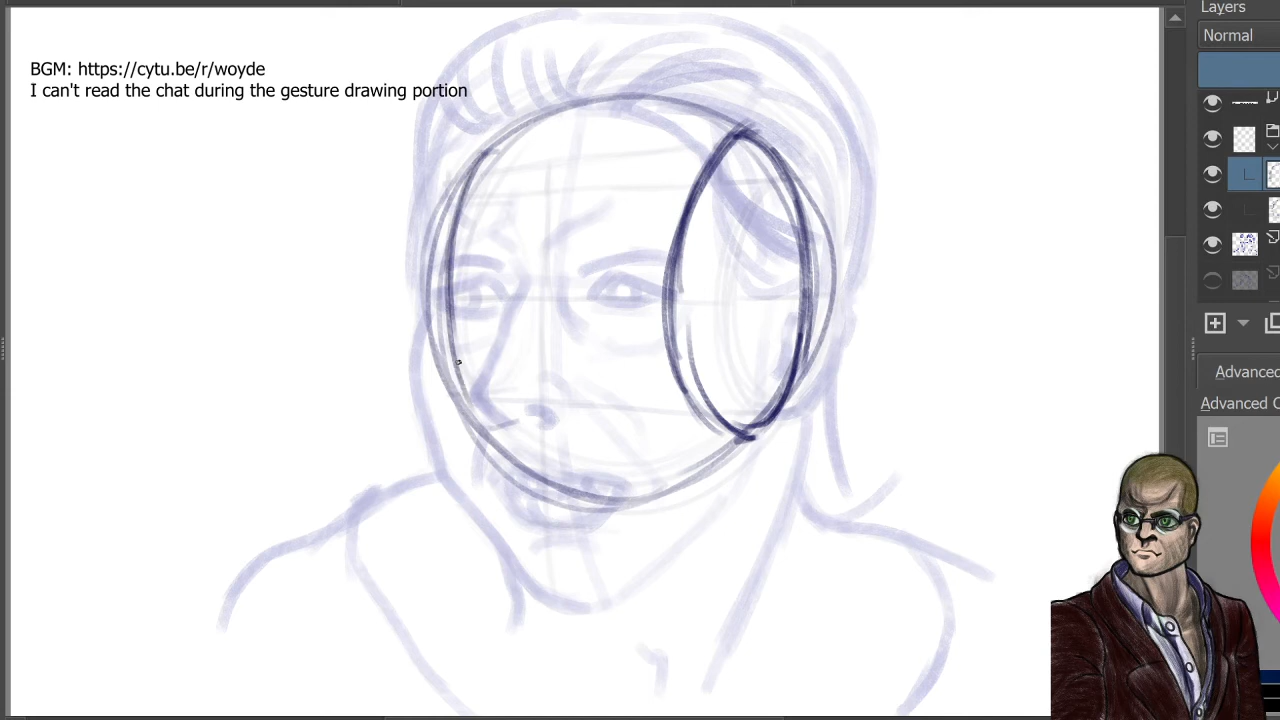 Layers
Normal
BGM: https://cytu.be/r/woyde
I can't read the chat during the gesture drawing portion
Advanced
Advanced C